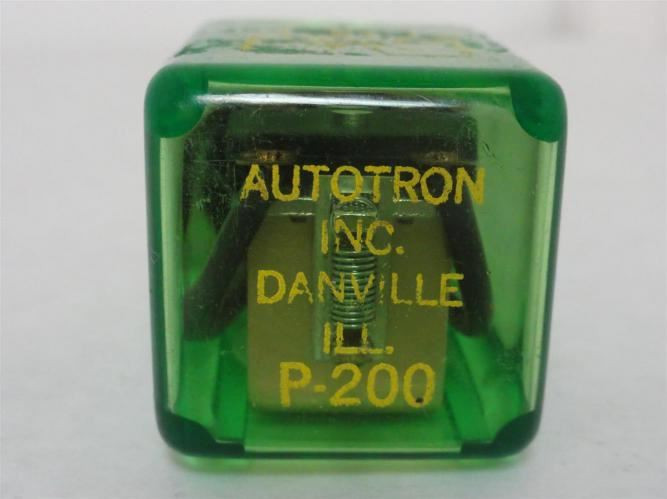 AUTOTRON
INC.
DANVILLE
ILL.
P-200